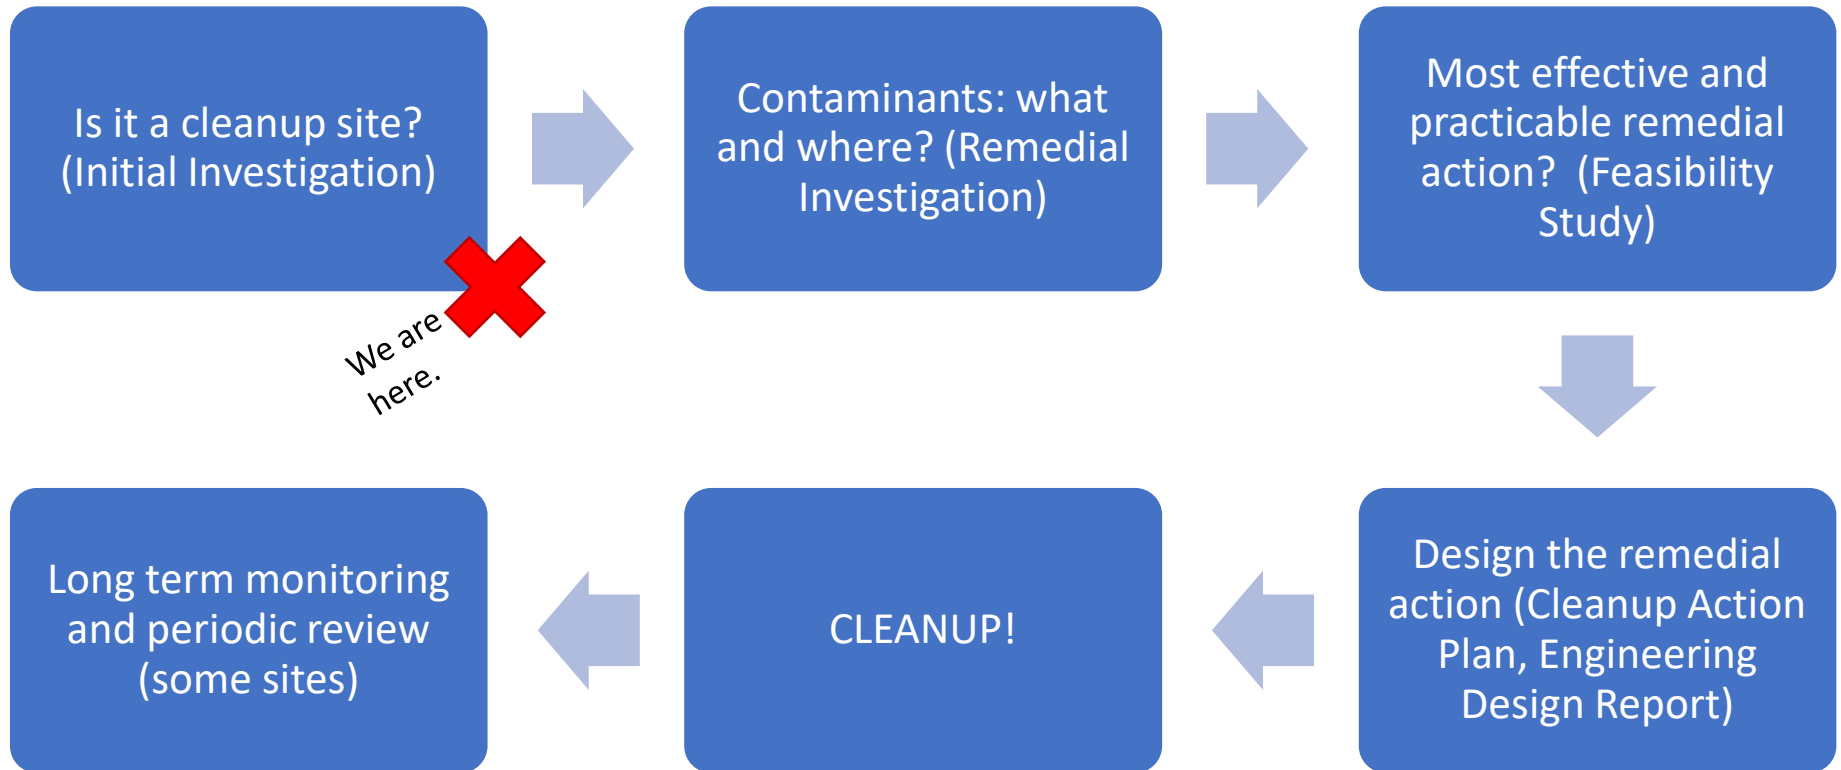 Is it a cleanup site?
(Initial Investigation)
Contaminants: what
and where? (Remedial
Investigation)
Most effective and
practicable remedial
action? (Feasibility
Study)
We are
here.
Design the remedial
action (Cleanup Action
Plan, Engineering
Design Report)
CLEANUP!
Long term monitoring
and periodic review
(some sites)